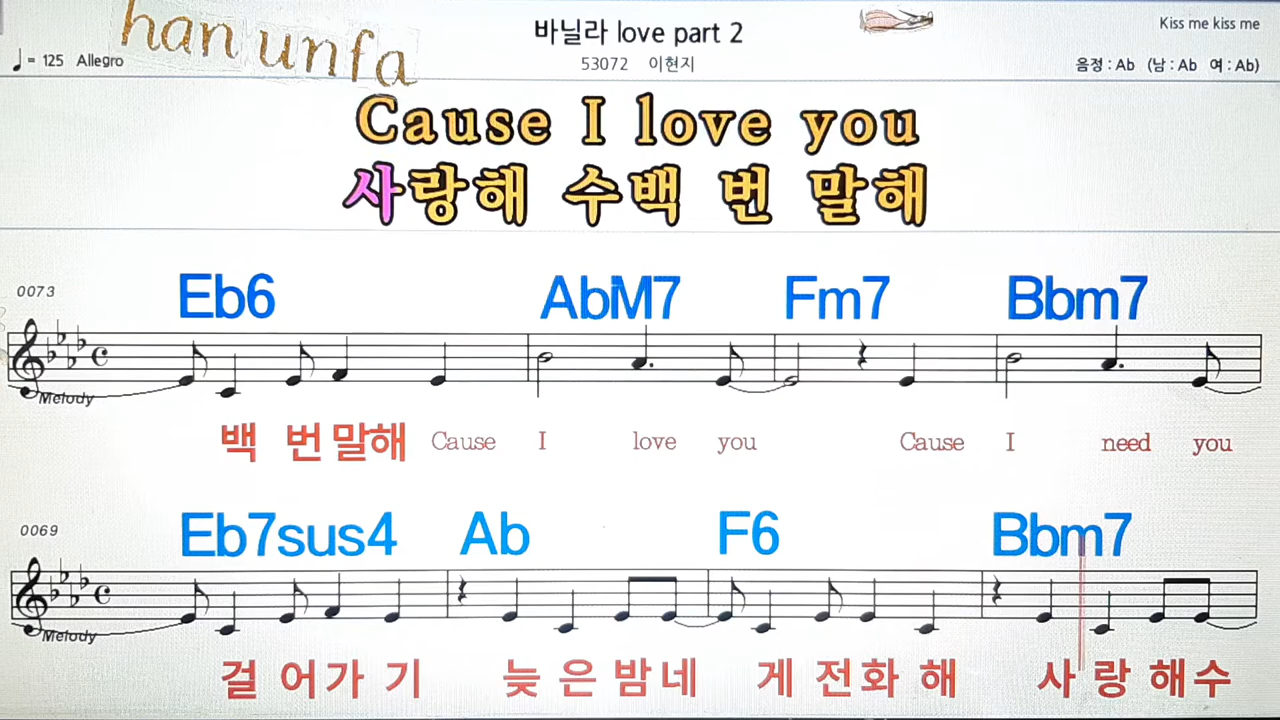 han unfa
바닐라 love part 2
Kiss me kiss me
♩= 125 Allegro
53072 이현지
음정 : Ab (남 : Ab 여 : Ab)
Cause I love you
사랑해 수백 번 말해
0073
Eb6 AbM7 Fm7 Bbm7
Melody
백 번 말해 Cause I love you Cause I need you
0069
Eb7sus4 Ab F6 Bbm7
Melody
걸 어가 기 늦 은 밤네 게 전화 해 사 랑 해수